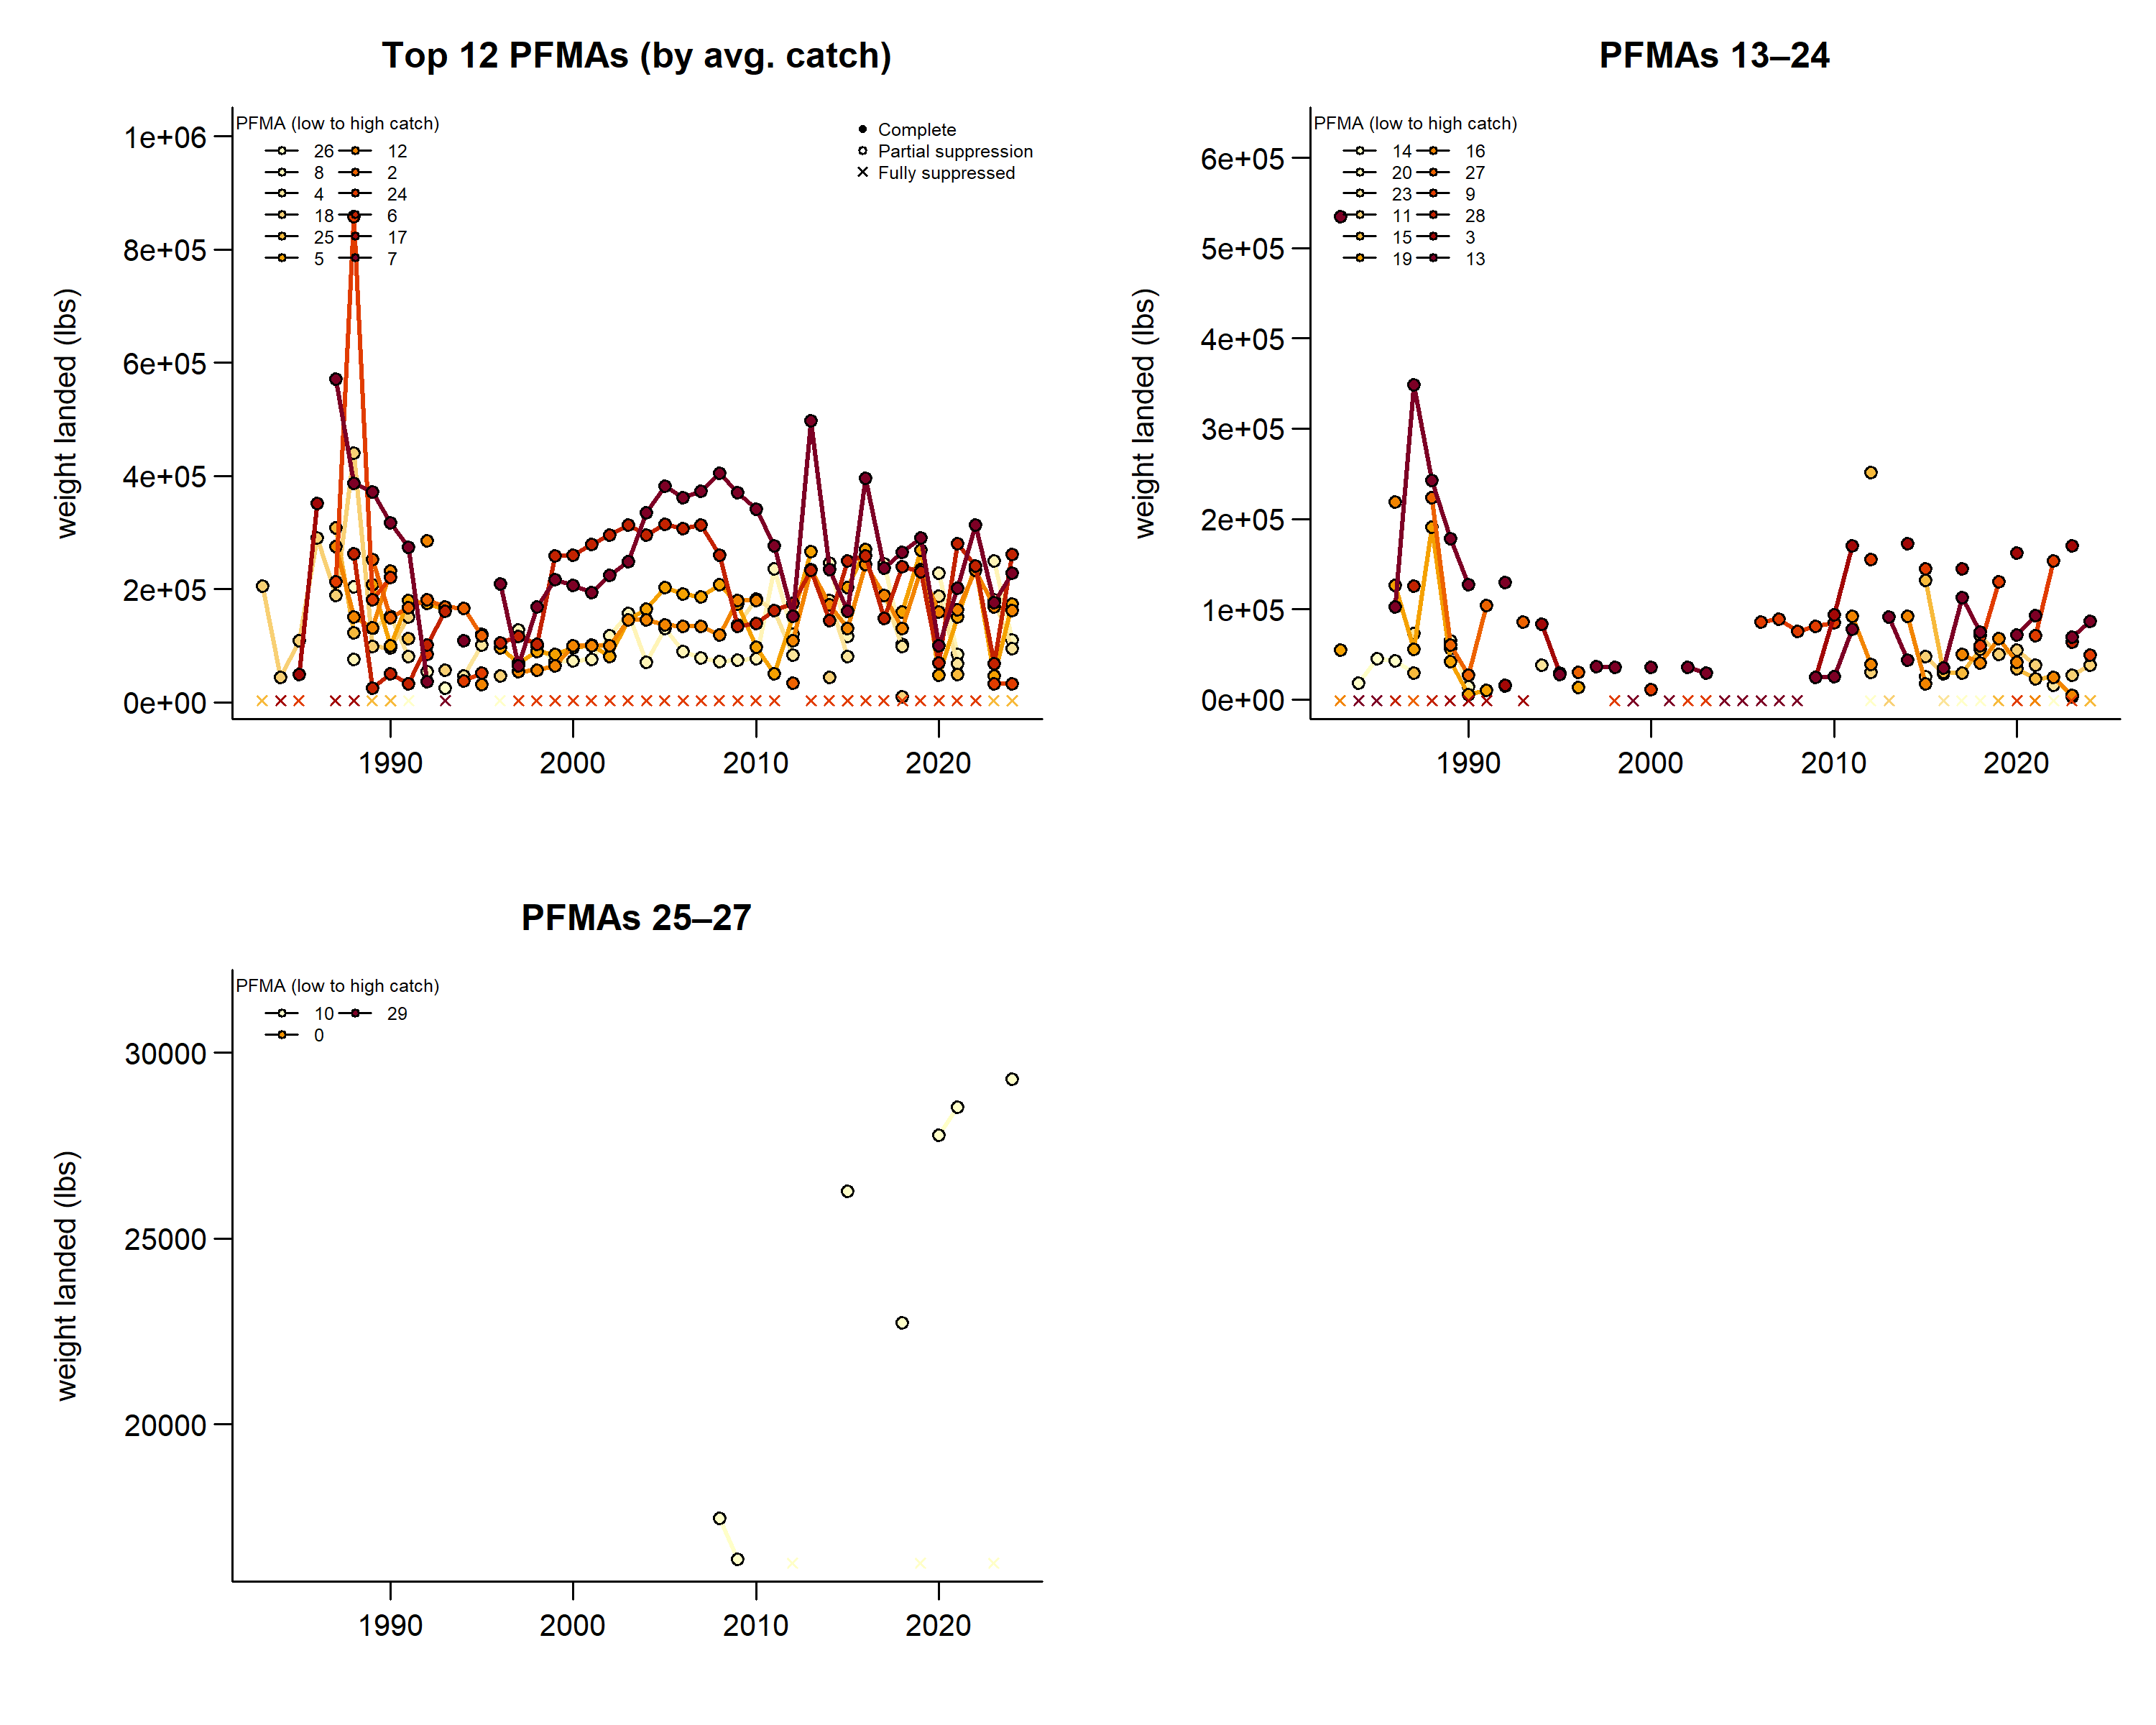 Top 12 PFMAs (by avg. catch)
PFMA (low to high catch)
26 12
8 2
4 24
18 6
25 17
5 7
Complete
Partial suppression
Fully suppressed
weight landed (lbs)
1e+06
8e+05
6e+05
4e+05
2e+05
0e+00
1990 2000 2010 2020
PFMAs 13–24
PFMA (low to high catch)
14 16
20 27
23 9
11 28
15 3
19 13
weight landed (lbs)
6e+05
5e+05
4e+05
3e+05
2e+05
1e+05
0e+00
1990 2000 2010 2020
PFMAs 25–27
PFMA (low to high catch)
10 29
0
weight landed (lbs)
30000
25000
20000
1990 2000 2010 2020